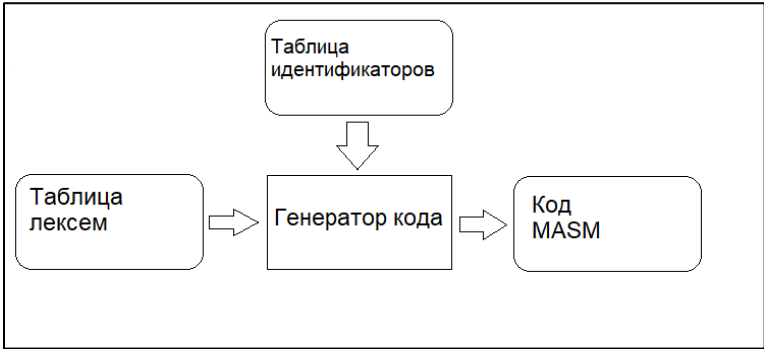 Таблица
идентификаторов
Таблица
лексем
Генератор кода
Код
MASM